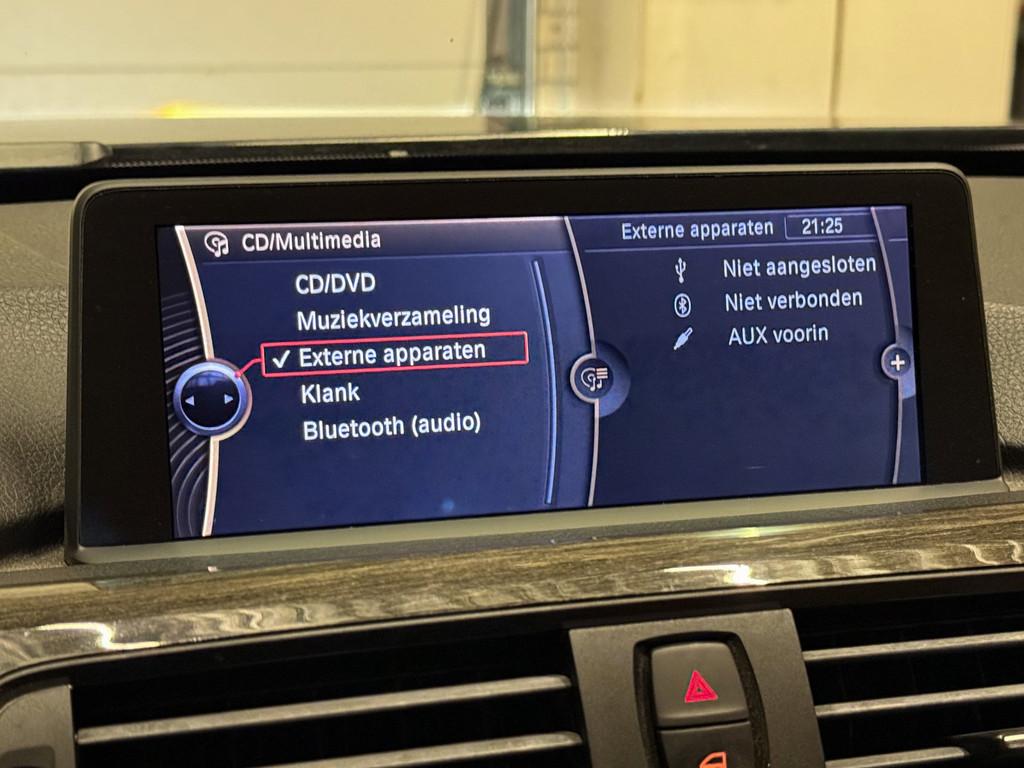 CD/Multimedia
CD/DVD
Muziekverzameling
Externe apparaten
Klank
Bluetooth (audio)
Externe apparaten 21:25
Niet aangesloten
Niet verbonden
AUX voorin